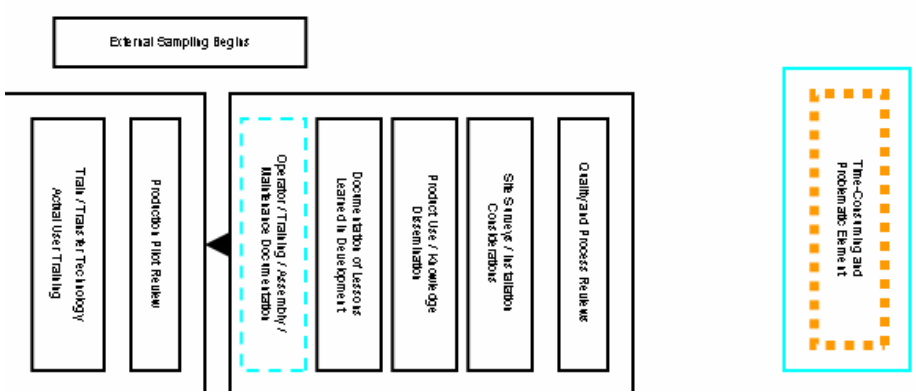 External Sampling Begins
Train / Transfer Technology
Actual User Training
Production Pilot Review
Operator / Training / Assembly /
Maintenance Documentation
Documentation of Lessons
Learned in Development
Product Use / Knowledge
Dissemination
Site Surveys / Installation
Considerations
Quality and Process Reviews
Time-Consuming and
Problematic Element